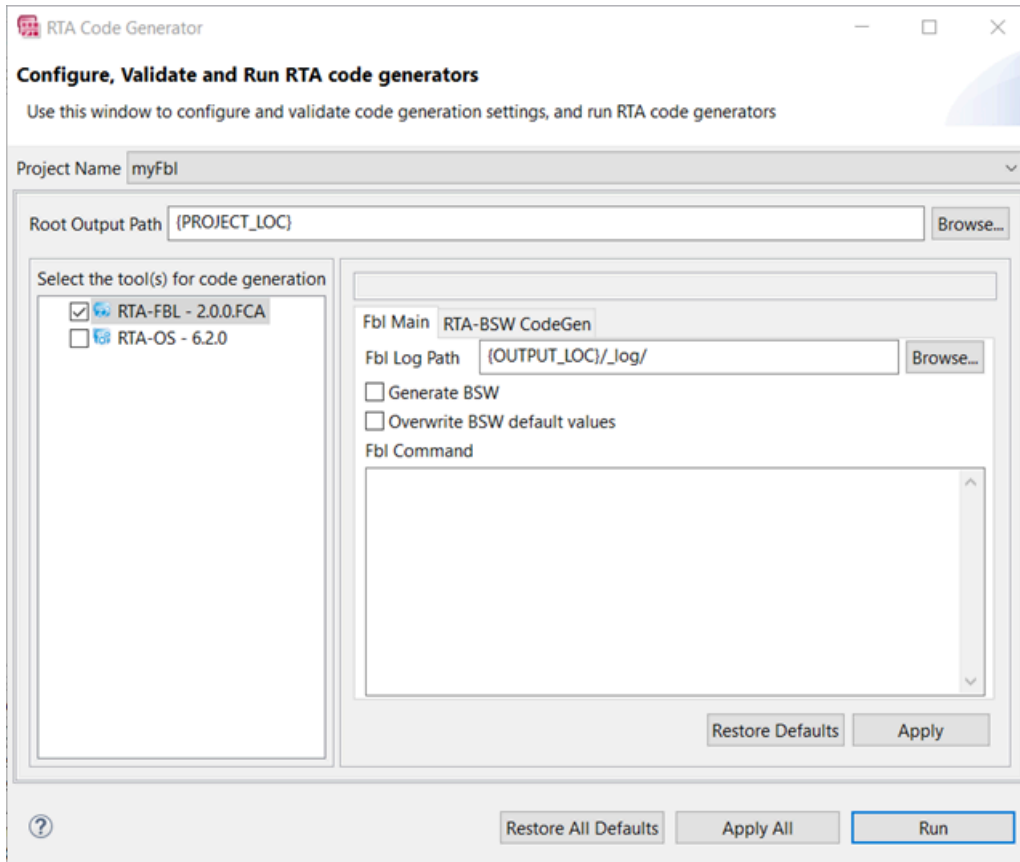 RTA Code Generator
Configure, Validate and Run RTA code generators
Use this window to configure and validate code generation settings, and run RTA code generators
Project Name myFbl
Root Output Path {PROJECT_LOC} Browse...
Select the tool(s) for code generation
RTA-FBL - 2.0.0.FCA
RTA-OS - 6.2.0
Fbl Main RTA-BSW CodeGen
Fbl Log Path {OUTPUT_LOC}/_log/ Browse...
Generate BSW
Overwrite BSW default values
Fbl Command
Restore Defaults Apply
? Restore All Defaults Apply All Run